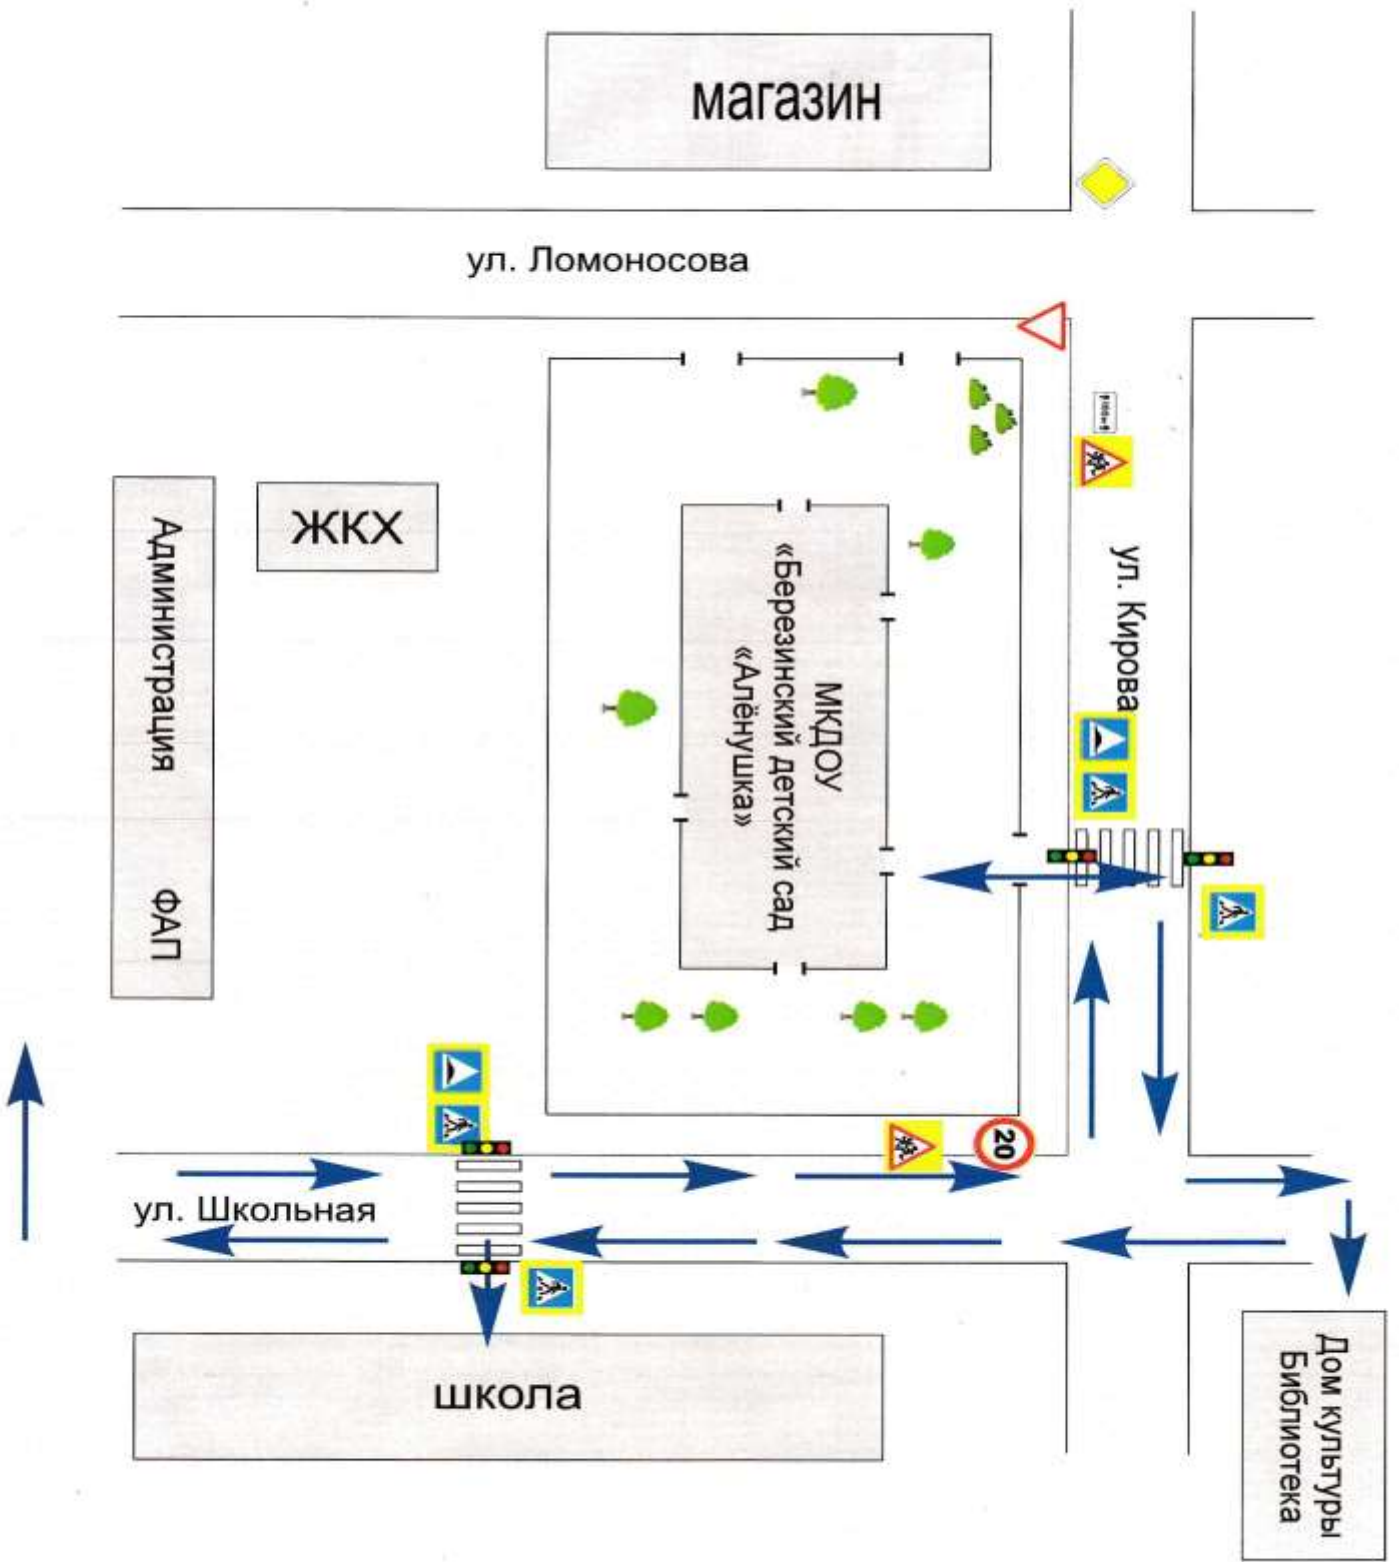 магазин
ул. Ломоносова
ЖКХ
Администрация
ФАП
МКДОУ
«Березинский детский сад
«Алёнушка»
ул. Кирова
20
ул. Школьная
школа
Дом культуры
Библиотека